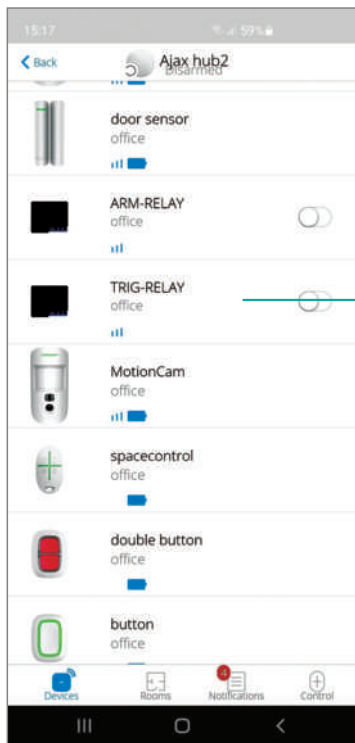 15:17
59%
Back
Ajax hub2
Disarmed
door sensor
office
ARM-RELAY
office
TRIG-RELAY
office
MotionCam
office
spacecontrol
office
double button
office
button
office
4
Devices
Rooms
Notifications
Control